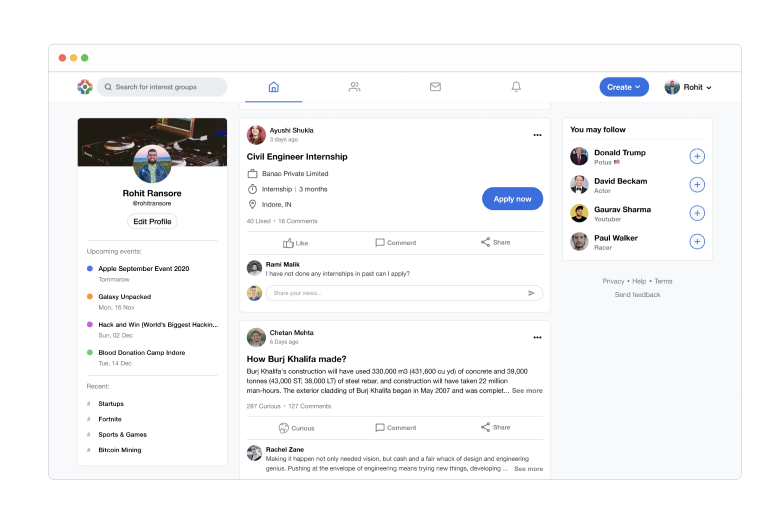 Search for interest groups
Create
Rohit
Rohit Ransore
@rohitransore
Edit Profile
Upcoming events:
Apple September Event 2020
Tommorow
Galaxy Unpacked
Mon, 16 Nov
Hack and Win (World's Biggest Hackin...
Sun, 02 Dec
Blood Donation Camp Indore
Tue, 14 Dec
Recent:
# Startups
# Fortnite
# Sports & Games
# Bitcoin Mining
Ayushi Shukla
3 days ago
Civil Engineer Internship
Banao Private Limited
Internship | 3 months
Indore, IN
Apply now
40 Liked • 16 Comments
Like
Comment
Share
Rami Malik
I have not done any internships in past can I apply?
Share your views...
Chetan Mehta
6 Days ago
How Burj Khalifa made?
Burj Khalifa's construction will have used 330,000 m3 (431,600 cu yd) of concrete and 39,000
tonnes (43,000 ST; 38,000 LT) of steel rebar, and construction will have taken 22 million
man-hours. The exterior cladding of Burj Khalifa began in May 2007 and was complet... See more
287 Curious • 127 Comments
Curious
Comment
Share
Rachel Zane
Making it happen not only needed vision, but cash and a fair whack of design and engineering
genius. Pushing at the envelope of engineering means trying new things, developing ... See more
You may follow
Donald Trump
Potus 🇺🇸
David Beckam
Actor
Gaurav Sharma
Youtuber
Paul Walker
Racer
Privacy • Help • Terms
Send feedback